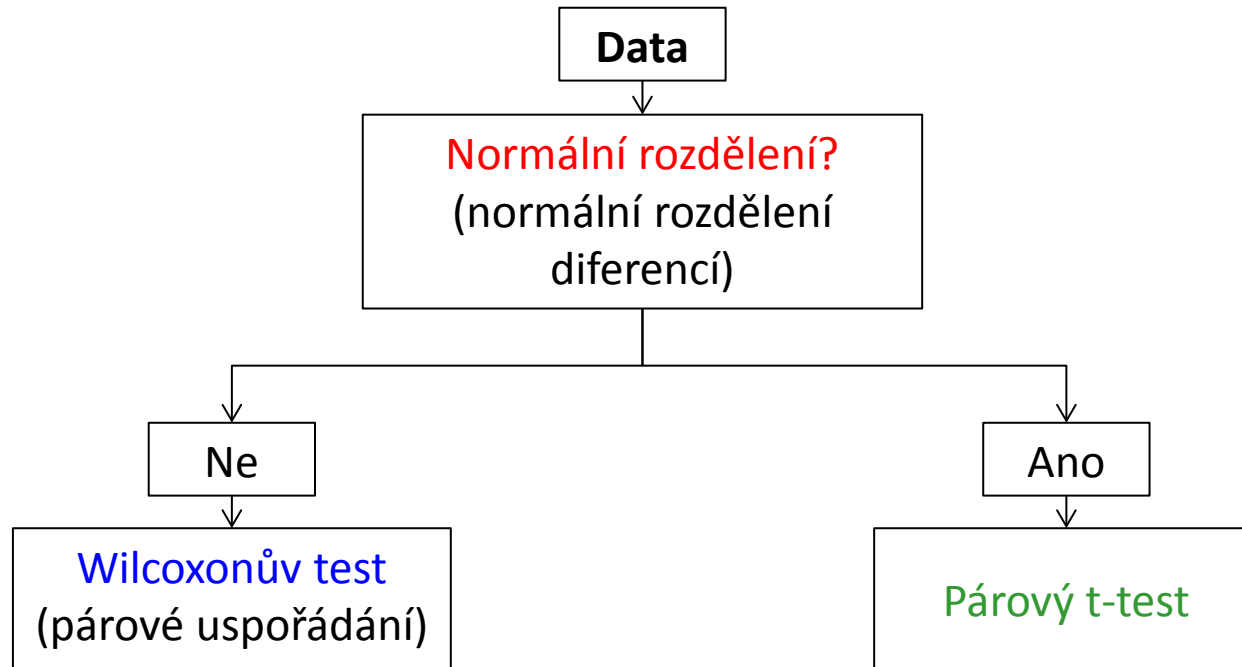 Data
Normální rozdělení?
(normální rozdělení
diferencí)
Ne
Ano
Wilcoxonův test
(párové uspořádání)
Párový t-test